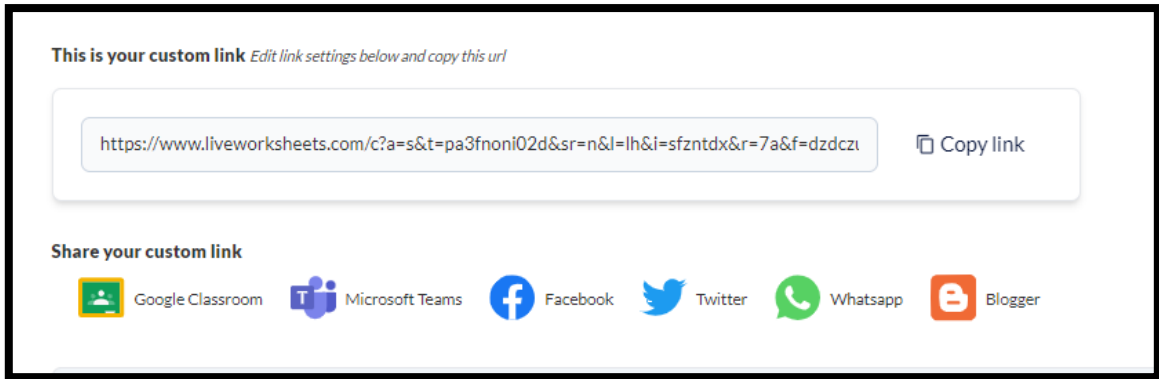 This is your custom link Edit link settings below and copy this url
https://www.liveworksheets.com/c?a=s&t=pa3fnoni02d&sr=n&l=lh&i=sfzntdx&r=7a&f=dzdczu
Copy link
Share your custom link
Google Classroom
T Microsoft Teams
Facebook
Twitter
Whatsapp
Blogger